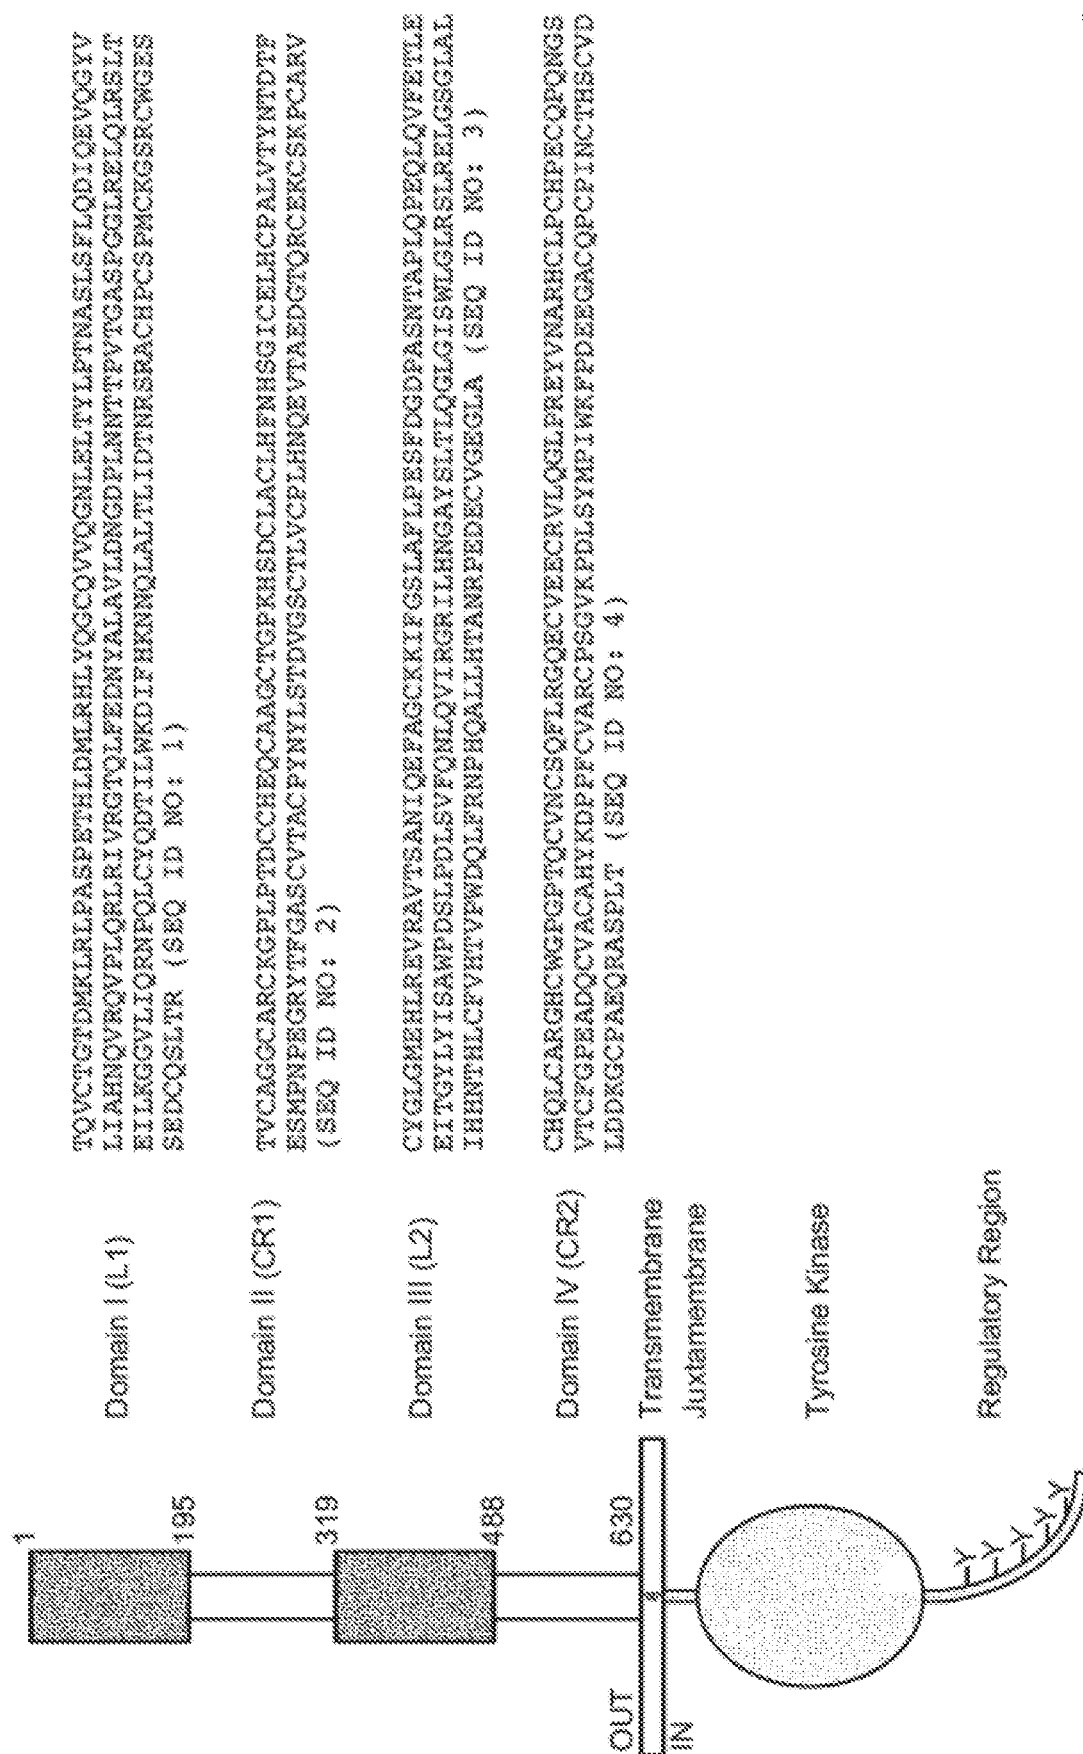 1
195
319
488
630
OUT
IN
Y
Y
Y
Y
Y
Domain I (L1)
TQVCTGTDMKLRLPASPETHLDMLRHLYQGCQVVQGNLELTYLPTNASLSFLQDIQEVQGYV
LIAHNQVRQVPLQRLRIVRGTQLFEDNYALAVLDNGDPLNNTTPVTGASPGGLRELQLRSLT
EILKGGVLIQRNPQLCYQDTILWKDIFHKNNQLALTLIDTNRSRACHPCSPMCKGSRCWGES
SEDCQSLTR (SEQ ID NO: 1)
Domain II (CR1)
TVCAGGCARCKGPLPTDCCHEQCAAGCTGPKHSDCLACLHFNHSGICELHCPALVTYNTDTF
ESMPNPEGRYTFGASCVTACPYNYLSTDVGSCTLVCPLHNQEVTAEDGTQRCEKCSKPCARV
(SEQ ID NO: 2)
Domain III (L2)
CYGLGMEHLREVRAVTSANIQEFAGCKKIFGSLAFLPESFDGDPASNTAPLQPEQLQVFETLE
EITGYLYISAWPDSLPDLSVFQNLQVIRGRILHNGAYSLTLQGLGISWLGLRSLRELGSGLAL
IHHNTHLCFVHTVPWDQLFRNPHQALLHTANRPEDECVGEGLA (SEQ ID NO: 3)
Domain IV (CR2)
CHQLCARGHCWGPGPTQCVNCSQFLRGQECVEECRVLQGLPREYVNARHCLPCHPECQPQNGS
VTCFGPEADQCVACAHYKDPPFCVARCPSGVKPDLSYMPIWKFPDEEGACQPCPINCTHSCVD
LDDKGCPAEQRASPLT (SEQ ID NO: 4)
Transmembrane
Juxtamembrane
Tyrosine Kinase
Regulatory Region